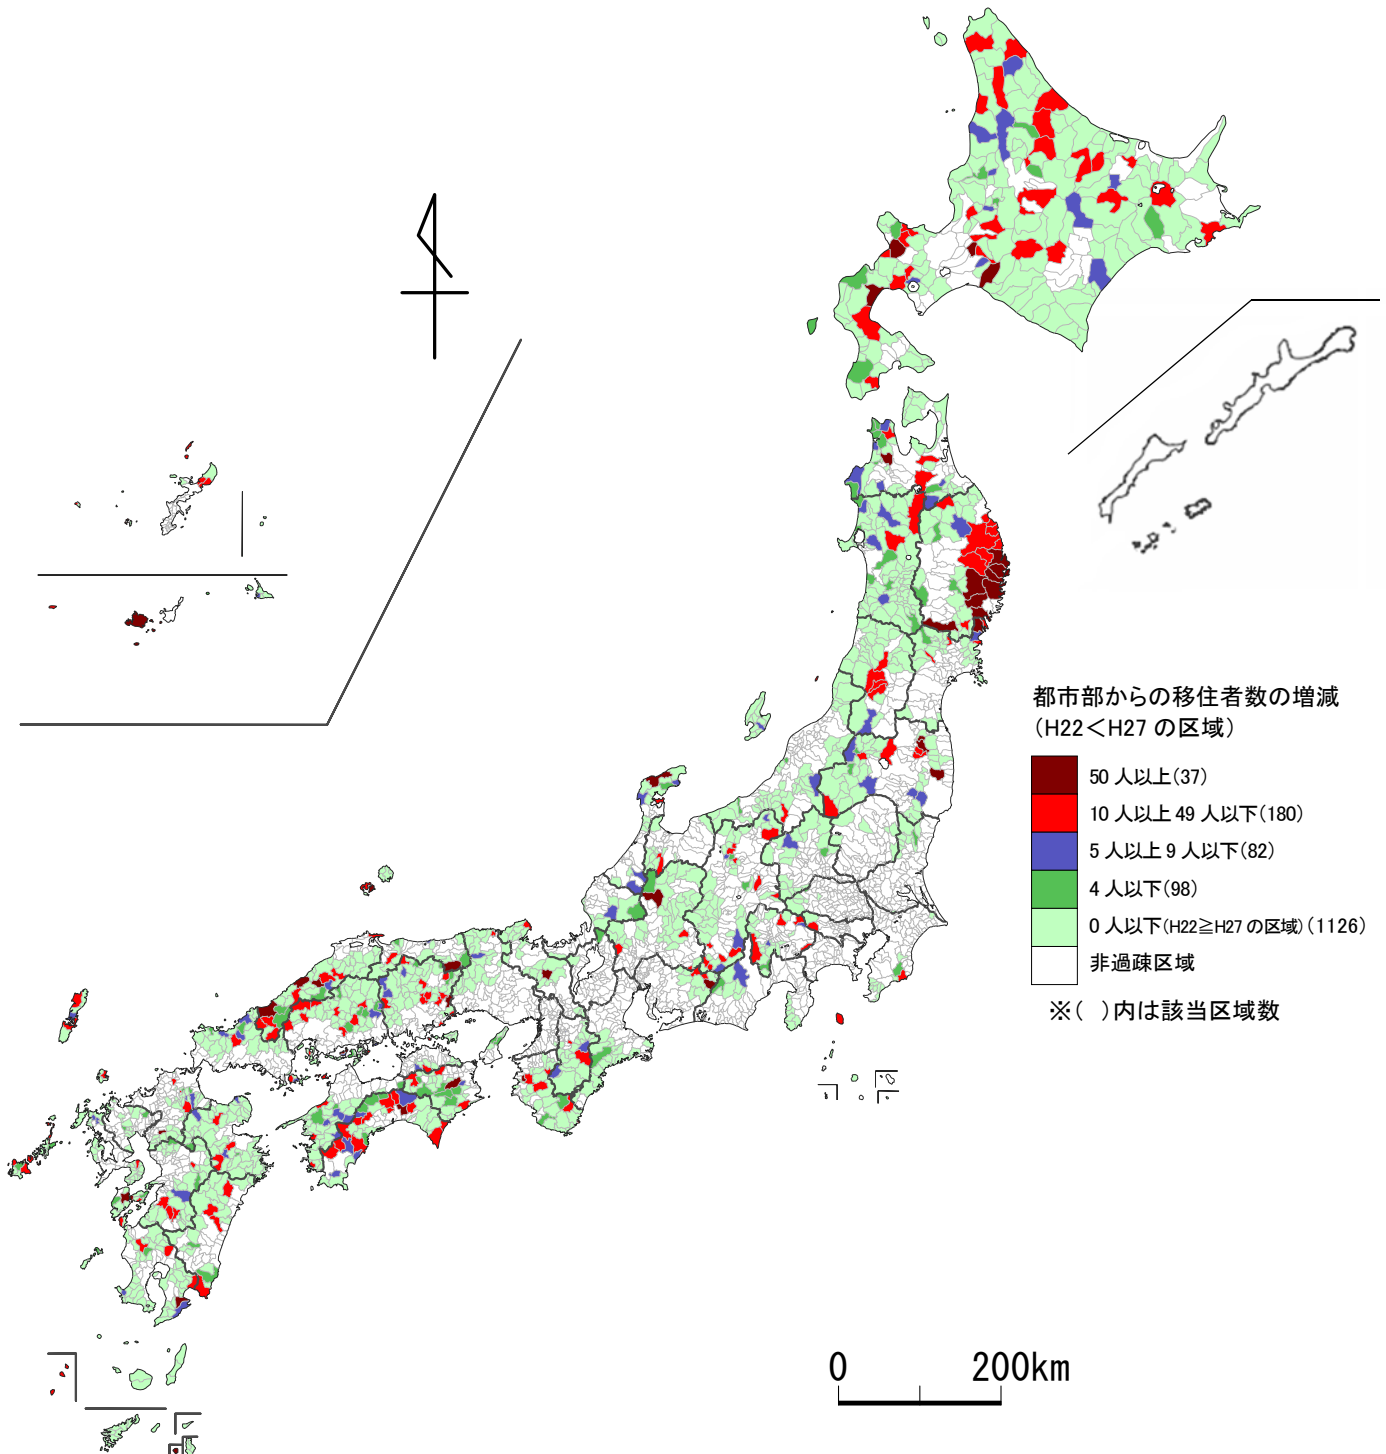 都市部からの移住者数の増減
(H22＜H27 の区域)
50 人以上(37)
10 人以上 49 人以下(180)
5 人以上 9 人以下(82)
4 人以下(98)
0 人以下(H22≧H27 の区域)(1126)
非過疎区域
※( )内は該当区域数
0 200km